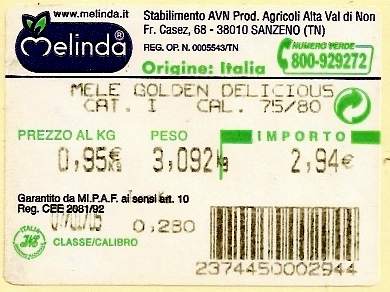 www.melinda.it
Melinda®
Stabilimento AVN Prod. Agricoli Alta Val di Non
Fr. Casez, 68 - 38010 SANZENO (TN)
REG. OP. N. 0005543/TN
NUMERO VERDE
800-929272
Origine: Italia
MELE GOLDEN DELICIOUS
CAT. I CAL. 75/80
PREZZO AL KG PESO IMPORTO
0,95 3,092kg 2,94€
Garantito da MI.P.A.F. ai sensi art. 10
Reg. CEE 2081/92
0,280
ITALIA
CLASSE/CALIBRO
2374450002944